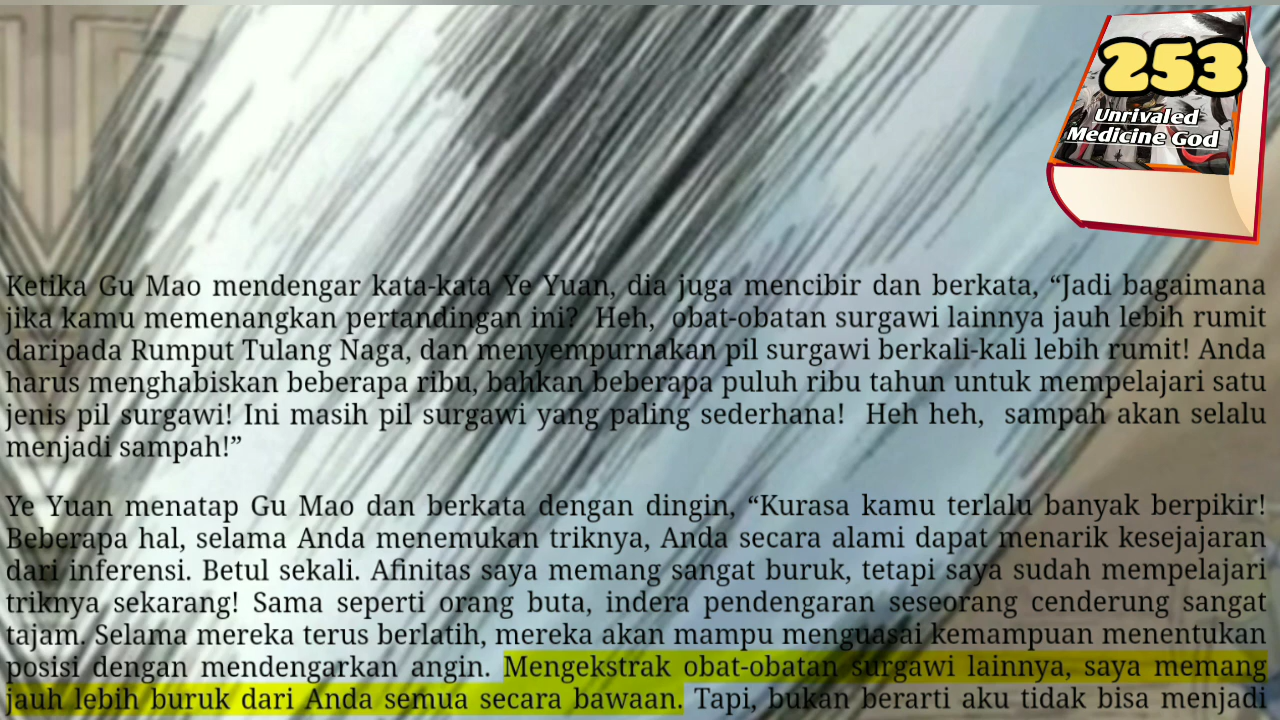 253
Unrivaled
Medicine God
Ketika Gu Mao mendengar kata-kata Ye Yuan, dia juga mencibir dan berkata, “Jadi bagaimana
jika kamu memenangkan pertandingan ini? Heh, obat-obatan surgawi lainnya jauh lebih rumit
daripada Rumput Tulang Naga, dan menyempurnakan pil surgawi berkali-kali lebih rumit! Anda
harus menghabiskan beberapa ribu, bahkan beberapa puluh ribu tahun untuk mempelajari satu
jenis pil surgawi! Ini masih pil surgawi yang paling sederhana! Heh heh, sampah akan selalu
menjadi sampah!”
Ye Yuan menatap Gu Mao dan berkata dengan dingin, “Kurasa kamu terlalu banyak berpikir!
Beberapa hal, selama Anda menemukan triknya, Anda secara alami dapat menarik kesejajaran
dari inferensi. Betul sekali. Afinitas saya memang sangat buruk, tetapi saya sudah mempelajari
triknya sekarang! Sama seperti orang buta, indera pendengaran seseorang cenderung sangat
tajam. Selama mereka terus berlatih, mereka akan mampu menguasai kemampuan menentukan
posisi dengan mendengarkan angin. Mengekstrak obat-obatan surgawi lainnya, saya memang
jauh lebih buruk dari Anda semua secara bawaan. Tapi, bukan berarti aku tidak bisa menjadi